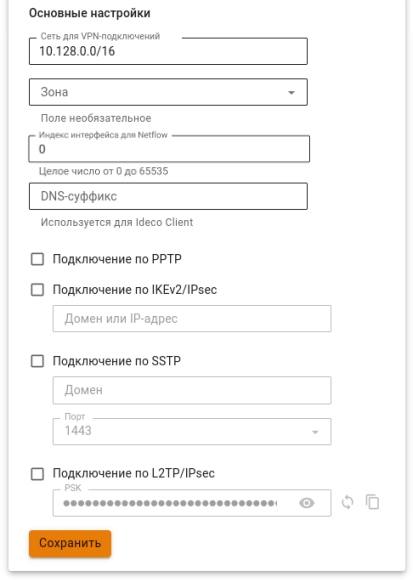 Основные настройки
Сеть для VPN-подключений
10.128.0.0/16
Зона
Поле необязательное
Индекс интерфейса для Netflow
0
Целое число от 0 до 65535
DNS-суффикс
Используется для Ideco Client
Подключение по PPTP
Подключение по IKEv2/IPsec
Домен или IP-адрес
Подключение по SSTP
Домен
Порт
1443
Подключение по L2TP/IPsec
PSK
Сохранить